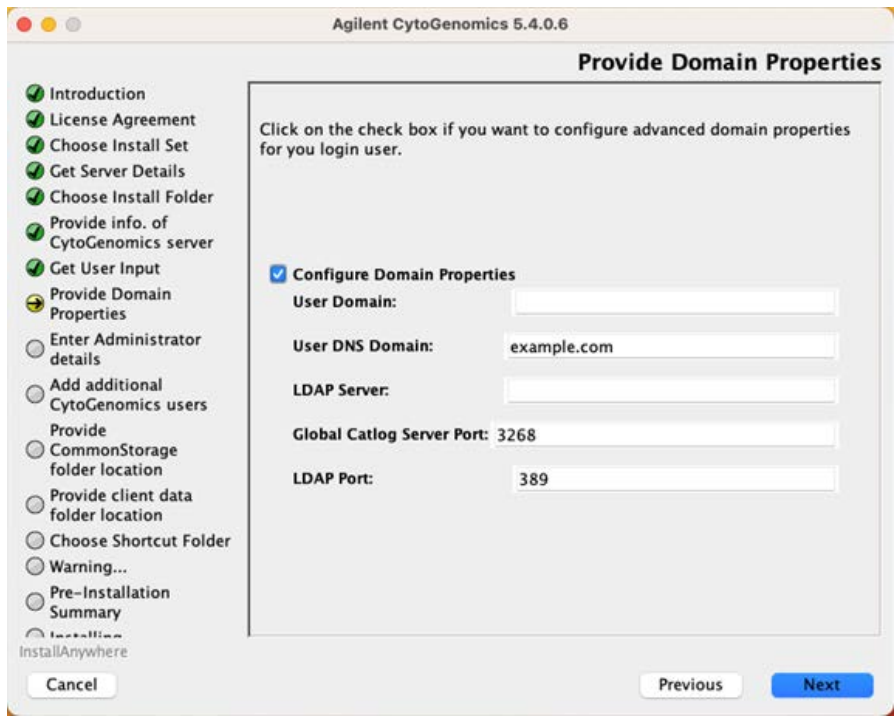 Agilent CytoGenomics 5.4.0.6
Provide Domain Properties
Introduction
License Agreement
Choose Install Set
Get Server Details
Choose Install Folder
Provide info. of
CytoGenomics server
Get User Input
Provide Domain
Properties
Enter Administrator
details
Add additional
CytoGenomics users
Provide
CommonStorage
folder location
Provide client data
folder location
Choose Shortcut Folder
Warning...
Pre-Installation
Summary
Installing
Click on the check box if you want to configure advanced domain properties
for you login user.
Configure Domain Properties
User Domain:
User DNS Domain: example.com
LDAP Server:
Global Catlog Server Port: 3268
LDAP Port: 389
InstallAnywhere
Cancel
Previous
Next